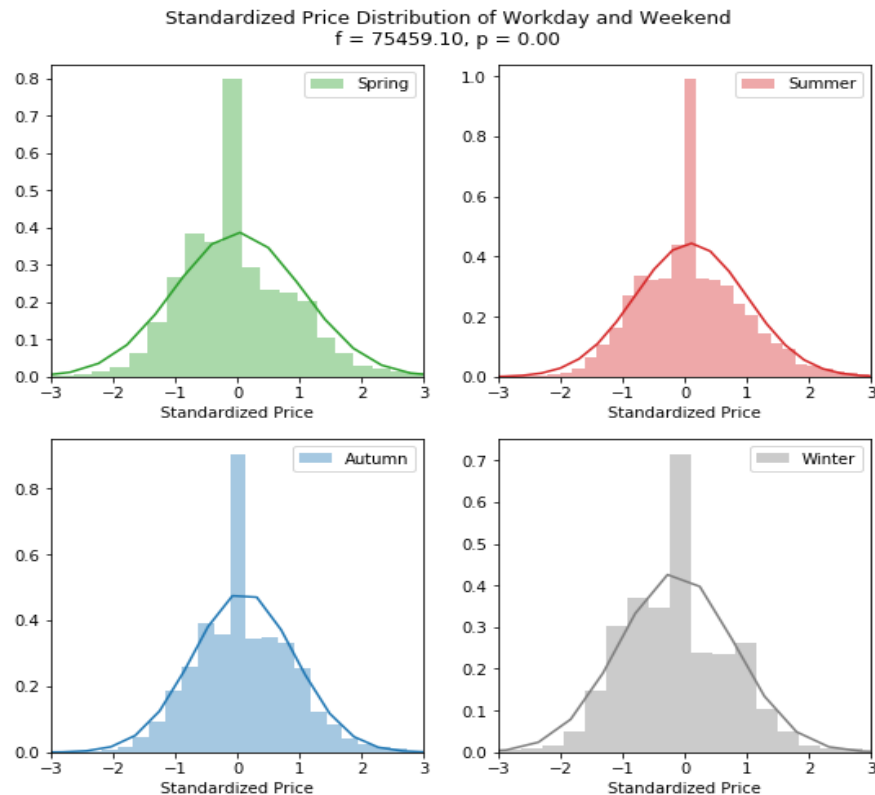 Standardized Price Distribution of Workday and Weekend
f = 75459.10, p = 0.00
Spring
0.8
0.7
0.6
0.5
0.4
0.3
0.2
0.1
0.0
−3 −2 −1 0 1 2 3
Standardized Price
Summer
1.0
0.8
0.6
0.4
0.2
0.0
−3 −2 −1 0 1 2 3
Standardized Price
Autumn
0.8
0.6
0.4
0.2
0.0
−3 −2 −1 0 1 2 3
Standardized Price
Winter
0.7
0.6
0.5
0.4
0.3
0.2
0.1
0.0
−3 −2 −1 0 1 2 3
Standardized Price